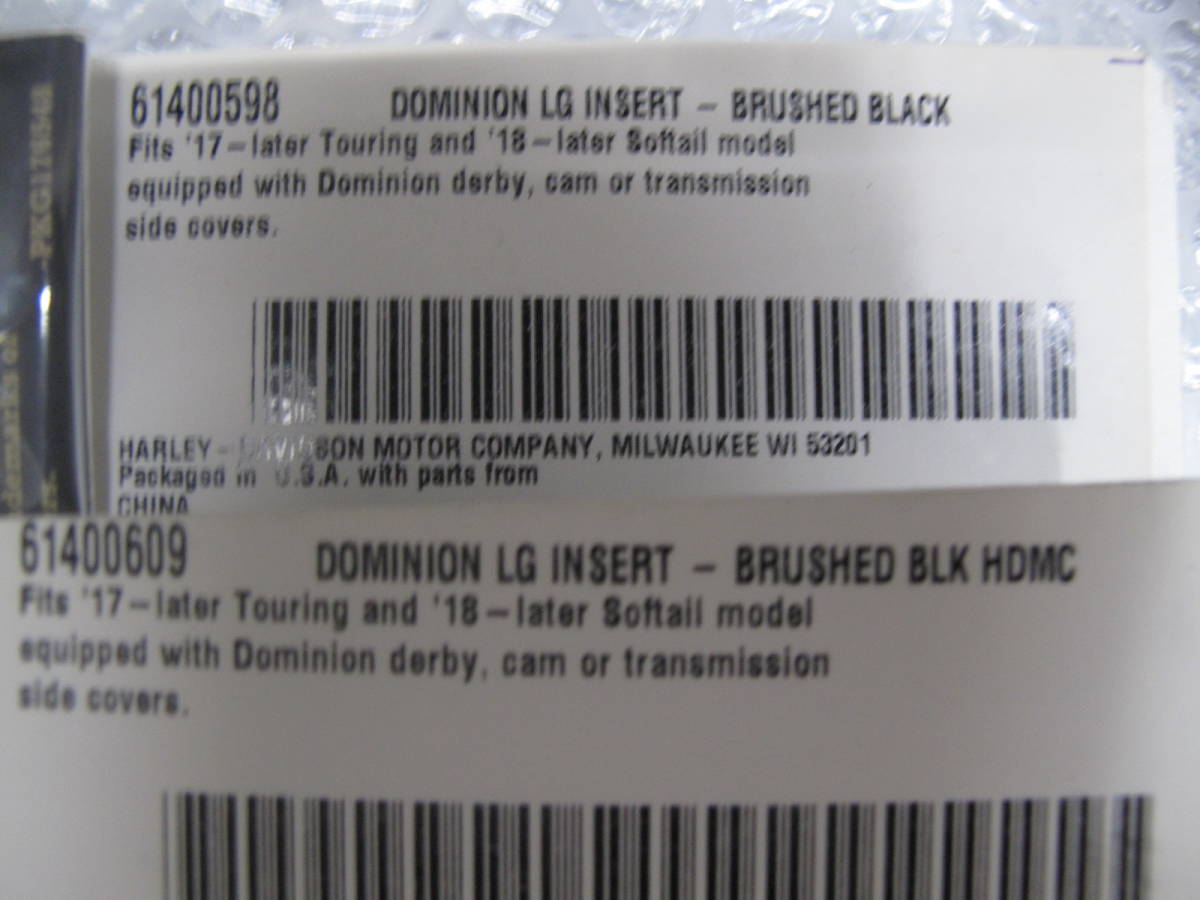 61400598 DOMINION LG INSERT - BRUSHED BLACK
Fits '17-later Touring and '18-later Softail model
equipped with Dominion derby, cam or transmission
side covers.
HARLEY-DAVIDSON MOTOR COMPANY, MILWAUKEE WI 53201
Packaged in U.S.A. with parts from
CHINA
61400609 DOMINION LG INSERT - BRUSHED BLK HDMC
Fits '17-later Touring and '18-later Softail model
equipped with Dominion derby, cam or transmission
side covers.